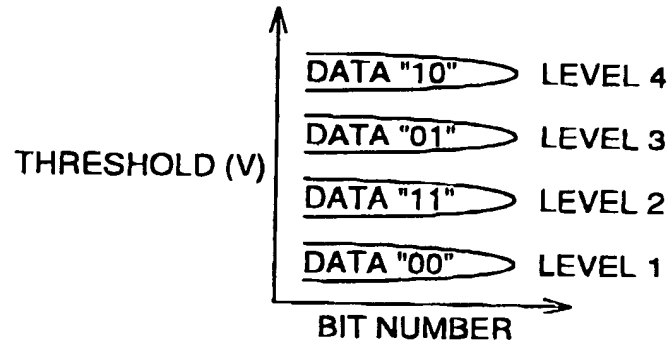 DATA "10" LEVEL 4
DATA "01" LEVEL 3
THRESHOLD (V)
DATA "11" LEVEL 2
DATA "00" LEVEL 1
BIT NUMBER